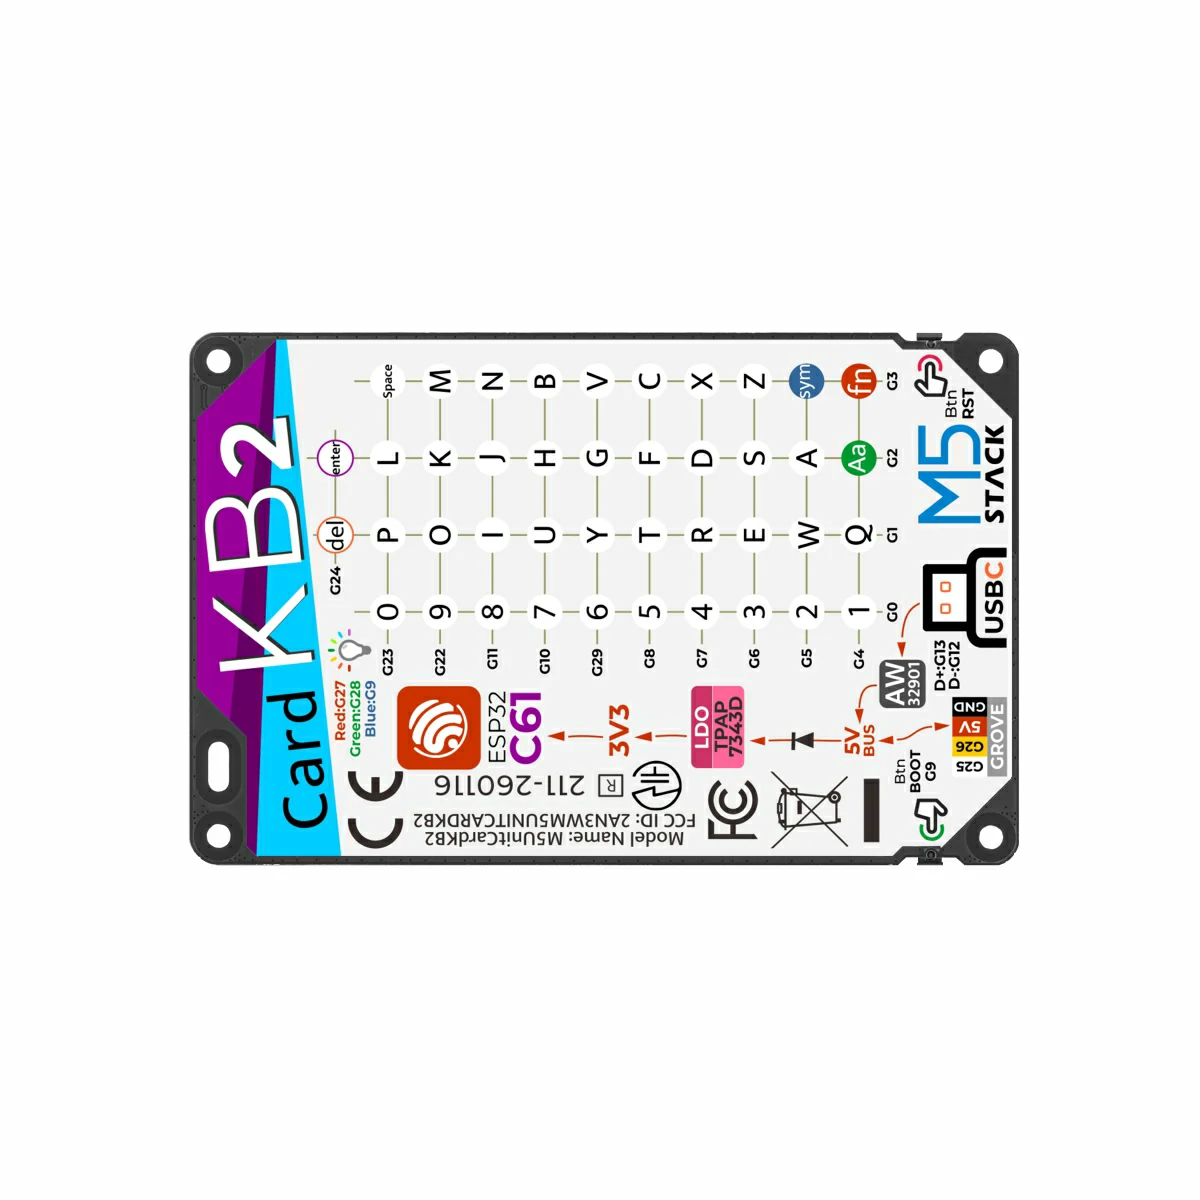 Card KB2
Red:G27
Green:G28
Blue:G9
G24 del enter
G23 0 P L space
G22 9 O K M
G11 8 I J N
G10 7 U H B
G29 6 Y G V
G8 5 T F C
G7 4 R D X
G6 3 E S Z
G5 2 W A sym
G4 1 Q Aa fn
G0 G1 G2 G3
ESP32
C61
3V3
LDO
TPAP
7343D
5V
BUS
AW
32901
D+:G13
D-:G12
USBC
M5
STACK
Btn
RST
Btn
BOOT
G9
G25 G26 5V GND
GROVE
CE
R 211-260116
Model Name: M5UnitCardKB2
FCC ID: 2AN3WM5UNITCARDKB2
FC